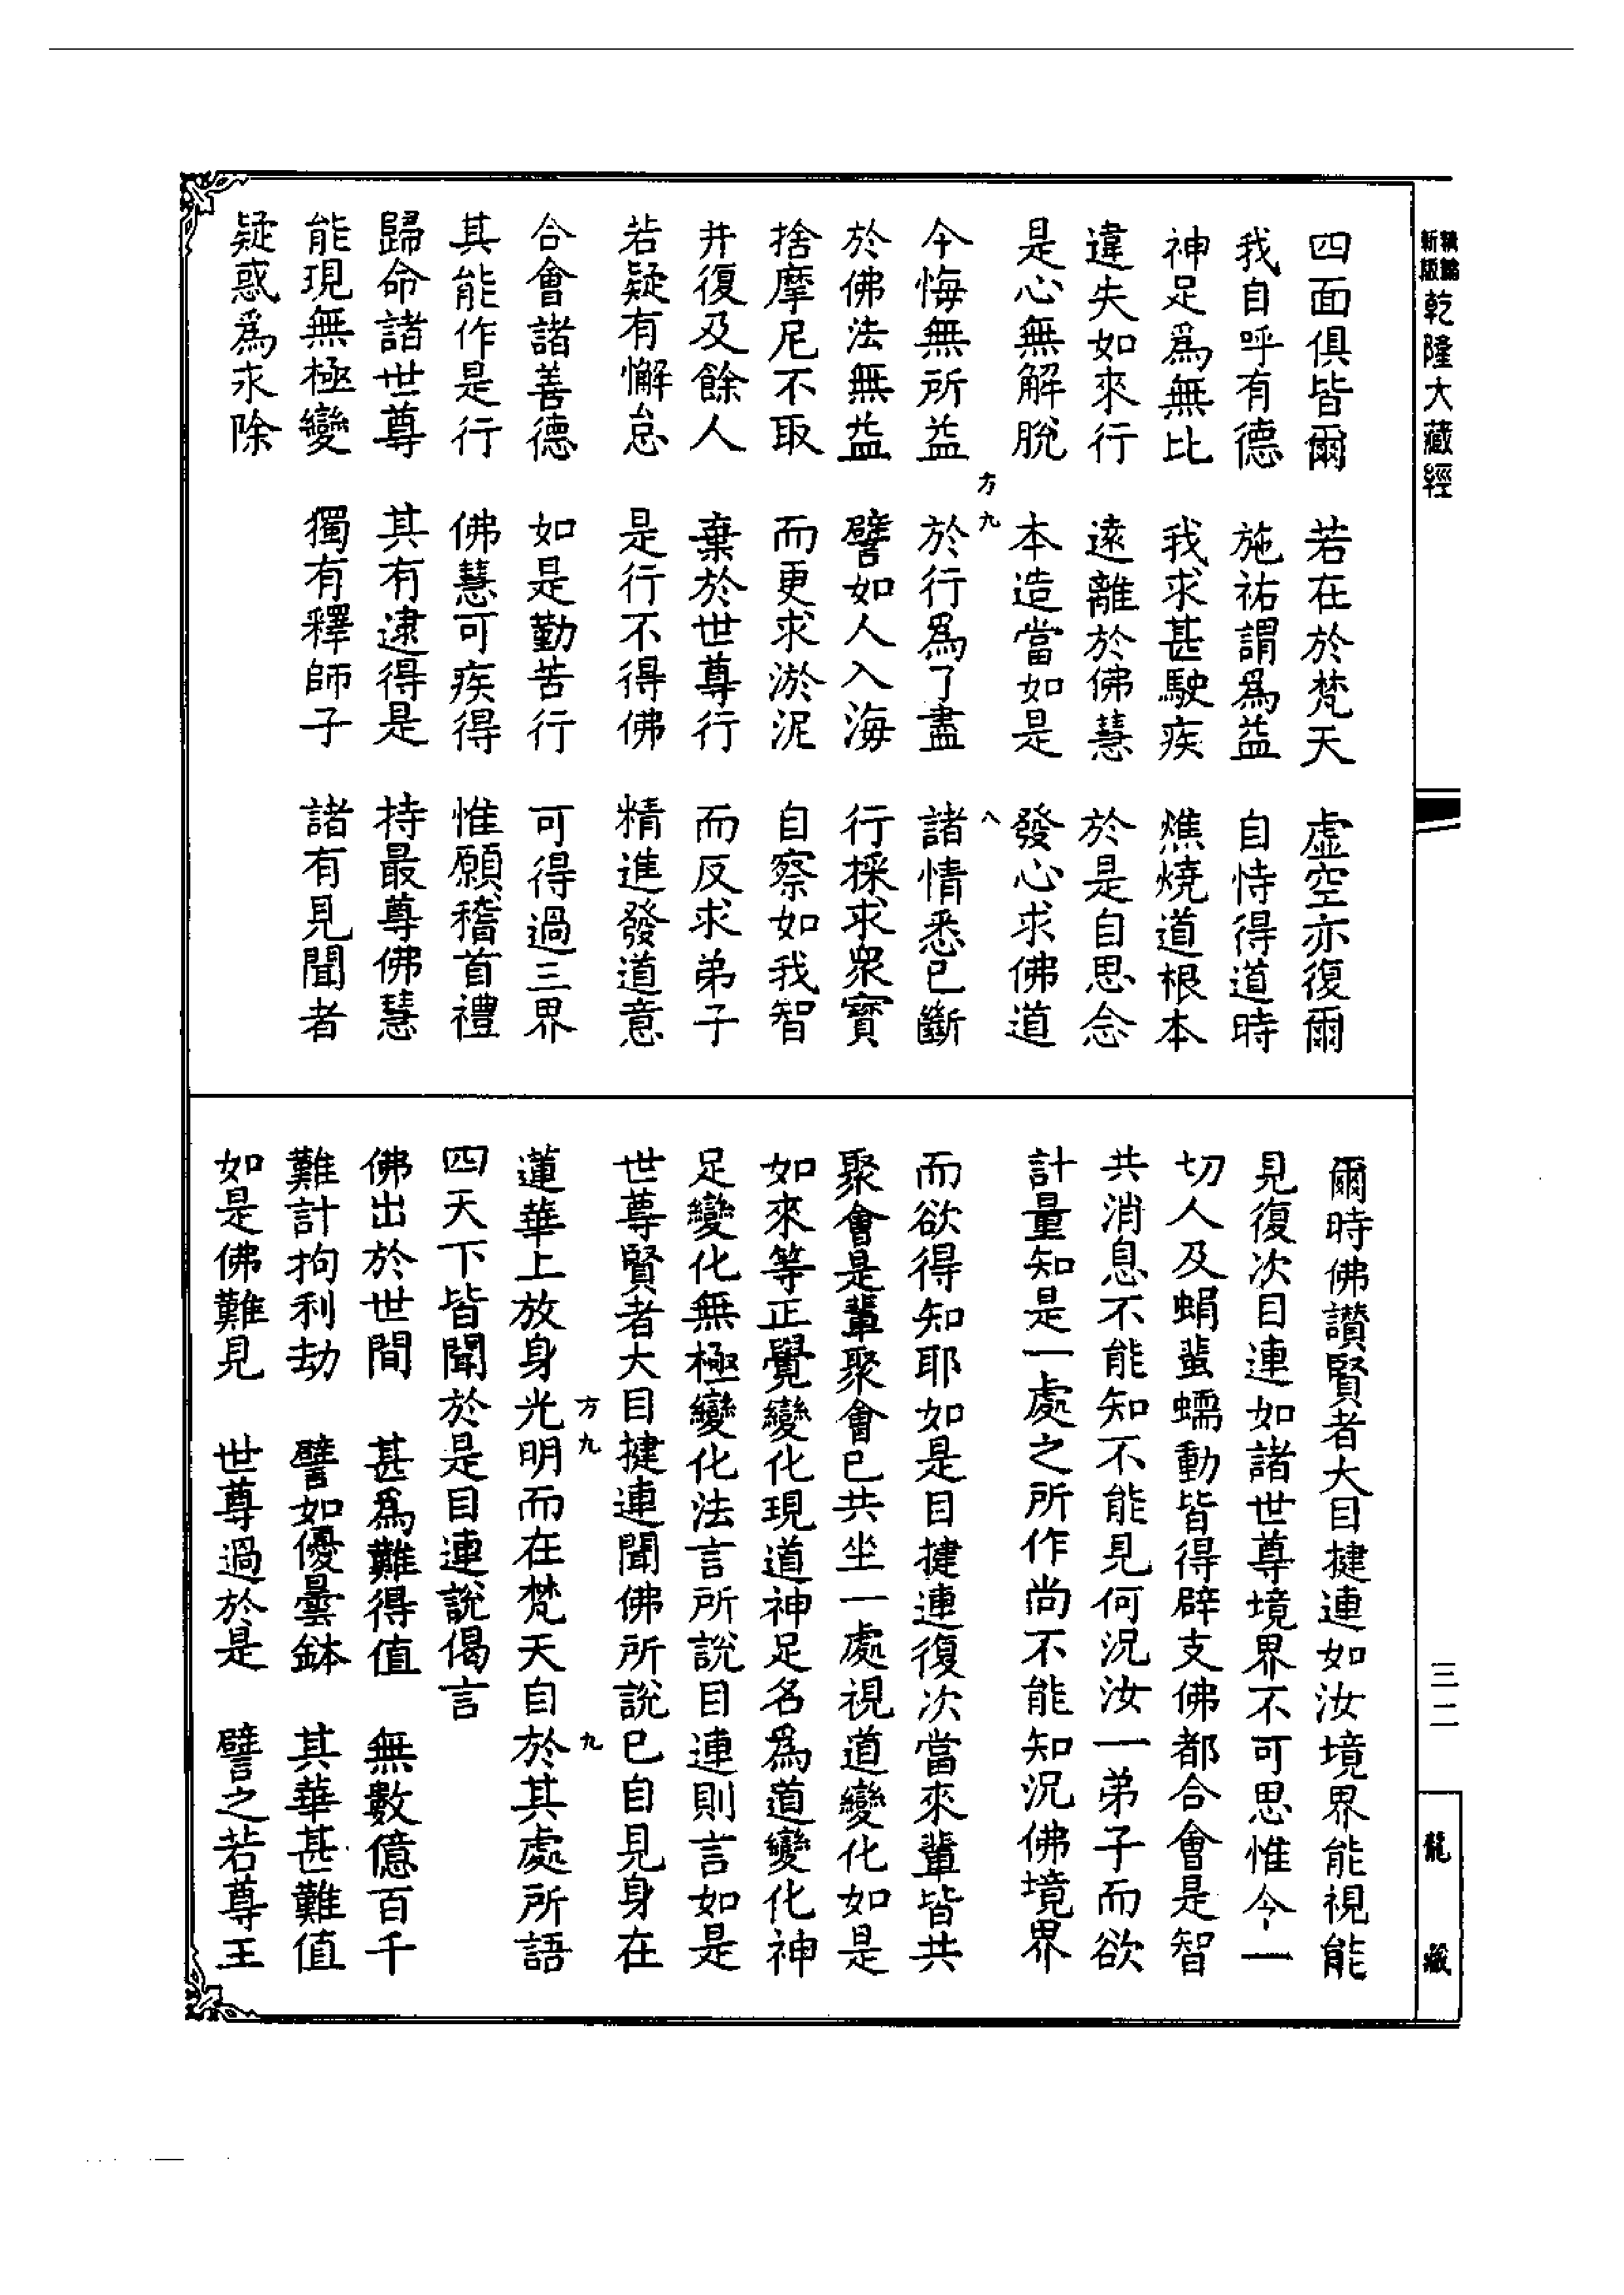 新版
精編
乾隆大藏經
三二
龍藏
四面俱皆爾 若在於梵天 虛空亦復爾
我自呼有德 施祐謂爲益 自恃得道時
神足爲無比 我求甚駛疾 燋燒道根本
違失如來行 遠離於佛慧 於是自思念
是心無解脫 本造當如是 發心求佛道
方九 八
今悔無所益 於行爲了盡 諸情悉已斷
於佛法無益 譬如人入海 行採求衆寶
捨摩尼不取 而更求淤泥 自察如我智
并復及餘人 棄於世尊行 而反求弟子
若疑有懈怠 是行不得佛 精進發道意
合會諸善德 如是勤苦行 可得過三界
其能作是行 佛慧可疾得 惟願稽首禮
歸命諸世尊 其有逮得是 持最尊佛慧
能現無極變 獨有釋師子 諸有見聞者
疑惑爲永除
爾時佛讚賢者大目揵連如汝境界能視能
見復次目連如諸世尊境界不可思惟今一
切人及蜎蜚蠕動皆得辟支佛都合會是智
共消息不能知不能見何況汝一弟子而欲
計量知是一處之所作尚不能知況佛境界
而欲得知耶如是目揵連復次當來輩皆共
聚會是輩聚會已共坐一處視道變化如是
如來等正覺變化現道神足名爲道變化神
足變化無極變化法言所說目連則言如是
世尊賢者大目揵連聞佛所說已自見身在
方九 九
蓮華上放身光明而在梵天自於其處所語
四天下皆聞於是目連說偈言
佛出於世間 甚爲難得值 無數億百千
難計拘利劫 譬如優曇鉢 其華甚難值
如是佛難見 世尊過於是 譬之若尊王